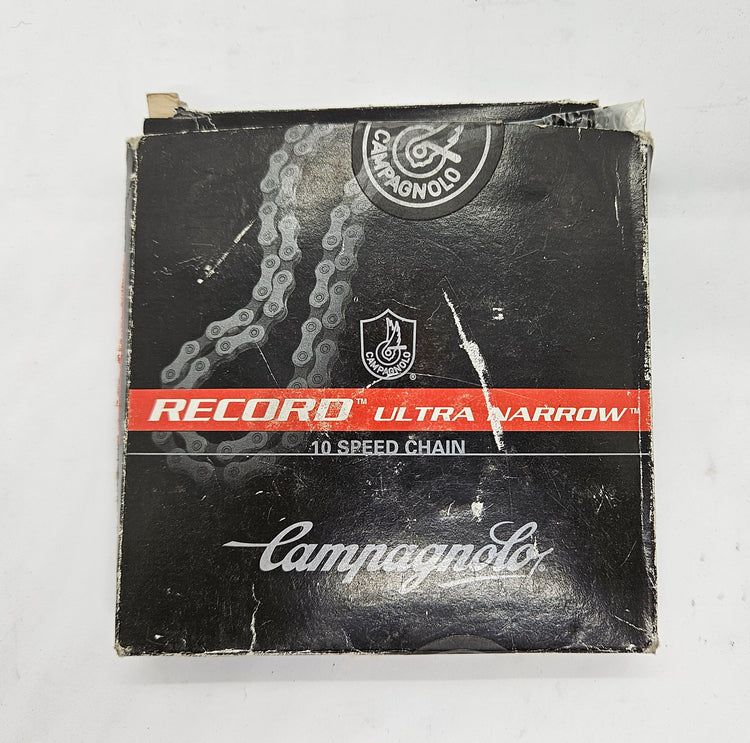 CAMPAGNOLO
CAMPAGNOLO ®
RECORD™ ULTRA NARROW™
10 SPEED CHAIN
Campagnolo